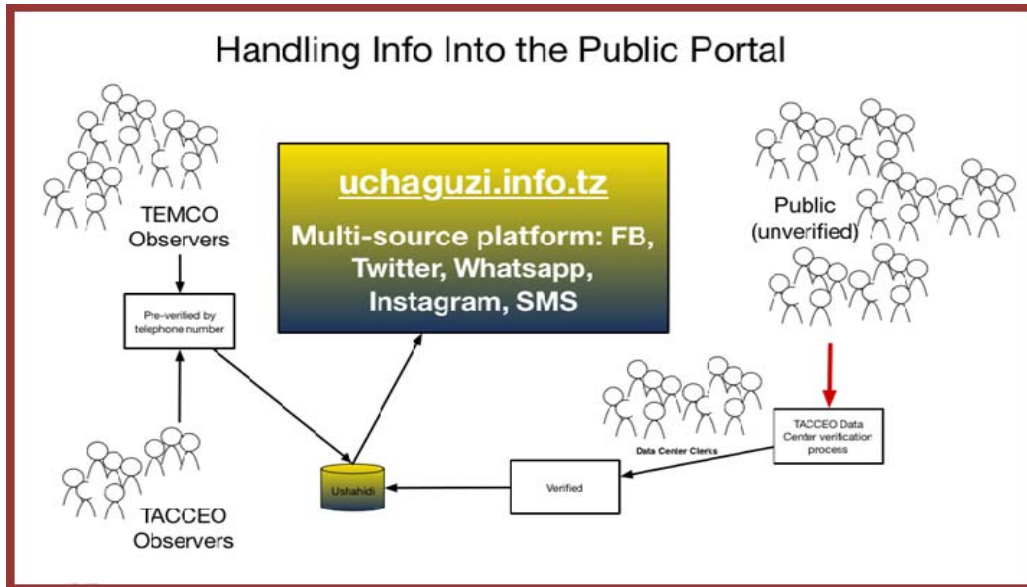 Handling Info Into the Public Portal
TEMCO
Observers
uchaguzi.info.tz
Multi-source platform: FB,
Twitter, Whatsapp,
Instagram, SMS
Public
(unverified)
Pre-verified by
telephone number
TACCEO
Observers
Ushahidi
Verified
Data Center Clerks
TACCEO Data
Center verification
process